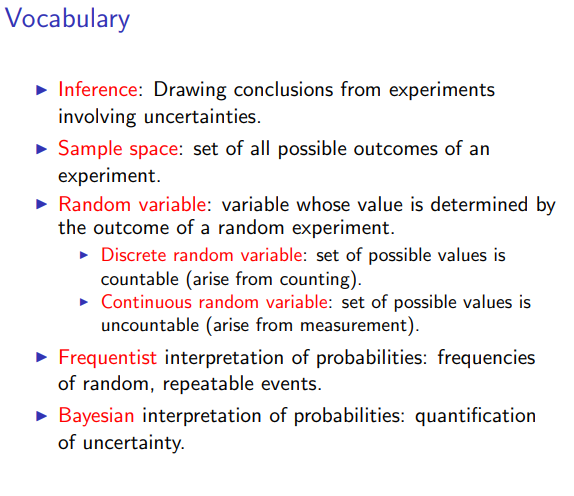 Vocabulary
Inference: Drawing conclusions from experiments
involving uncertainties.
Sample space: set of all possible outcomes of an
experiment.
Random variable: variable whose value is determined by
the outcome of a random experiment.
Discrete random variable: set of possible values is
countable (arise from counting).
Continuous random variable: set of possible values is
uncountable (arise from measurement).
Frequentist interpretation of probabilities: frequencies
of random, repeatable events.
Bayesian interpretation of probabilities: quantification
of uncertainty.